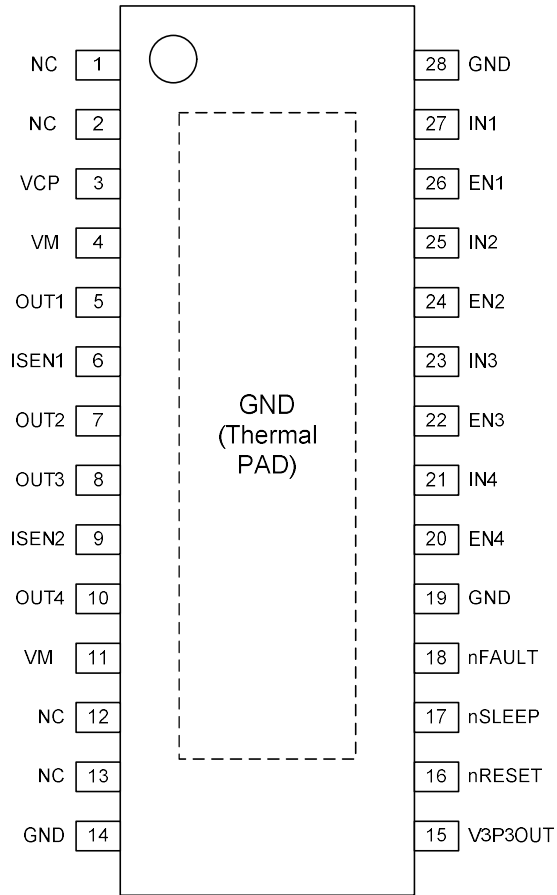 NC 1 28 GND
NC 2 27 IN1
VCP 3 26 EN1
VM 4 25 IN2
OUT1 5 24 EN2
ISEN1 6 23 IN3
OUT2 7 22 EN3
OUT3 8 21 IN4
ISEN2 9 20 EN4
OUT4 10 19 GND
VM 11 18 nFAULT
NC 12 17 nSLEEP
NC 13 16 nRESET
GND 14 15 V3P3OUT
GND
(Thermal
PAD)